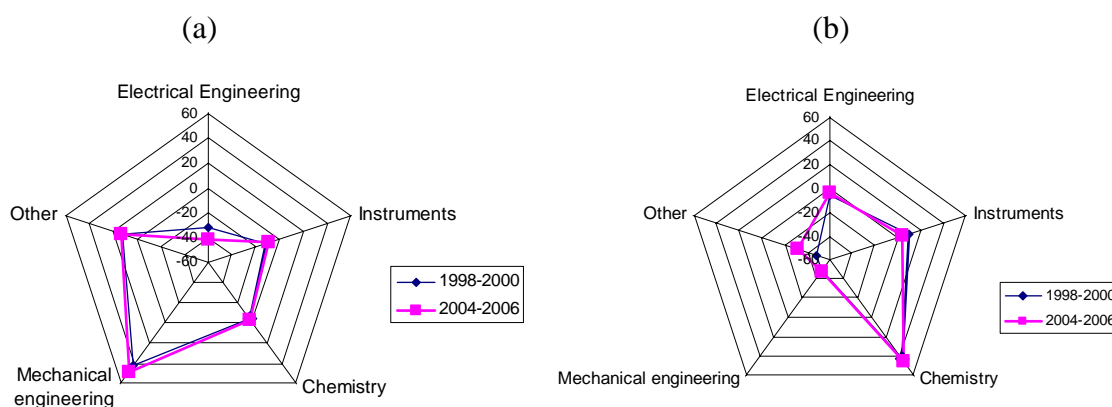 (a)
(b)
Electrical Engineering
60
40
20
0
-20
-40
-60
Other
Instruments
Mechanical
engineering
Chemistry
1998-2000
2004-2006
Electrical Engineering
60
40
20
0
-20
-40
-60
Other
Instruments
Mechanical engineering
Chemistry
1998-2000
2004-2006